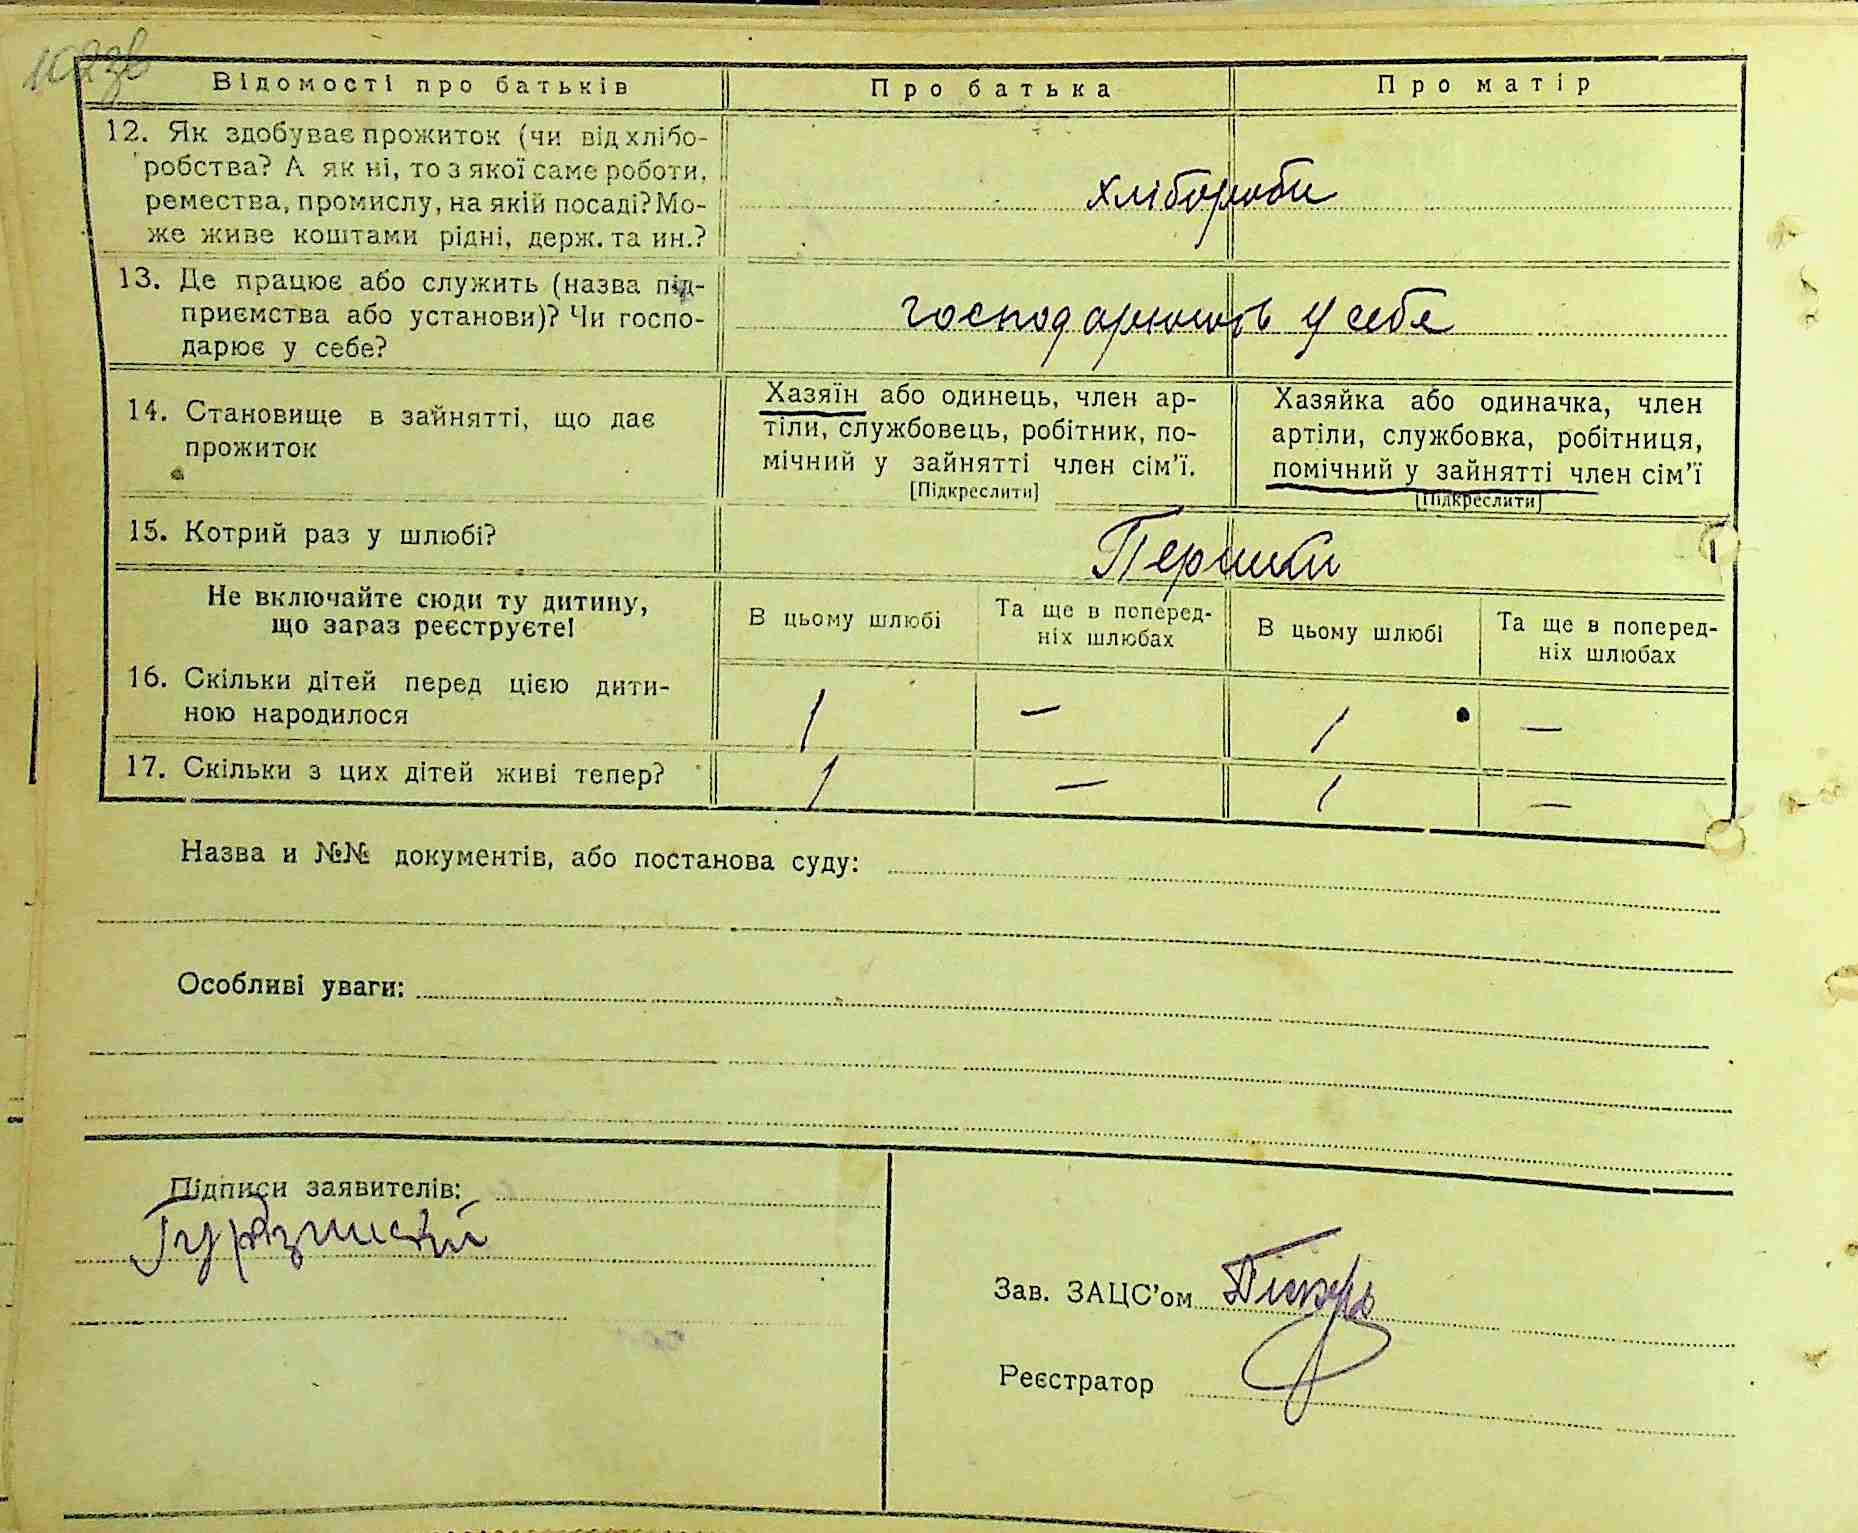 102зв
Відомості про батьків
Про батька
Про матір
12. Як здобуває прожиток (чи від хлібо-
робства? А як ні, то з якої саме роботи,
ремества, промислу, на якій посаді? Мо-
же живе коштами рідні, держ. та ин.?
хлібороби
13. Де працює або служить (назва під-
приємства або установи)? Чи госпо-
дарює у себе?
господарюють у себе
14. Становище в зайнятті, що дає
прожиток
Хазяїн або одинець, член ар-
тіли, службовець, робітник, по-
мічний у зайнятті член сім'ї.
[Підкреслити]
Хазяйка або одиначка, член
артіли, службовка, робітниця,
помічний у зайнятті член сім'ї
[Підкреслити]
15. Котрий раз у шлюбі?
Не включайте сюди ту дитину,
що зараз реєструєте!
В цьому шлюбі
Та ще в поперед-
ніх шлюбах
В цьому шлюбі
Та ще в поперед-
ніх шлюбах
16. Скільки дітей перед цією дити-
ною народилося
1 — 1 —
17. Скільки з цих дітей живі тепер?
1 — 1 —
Назва и №№ документів, або постанова суду:
Особливі уваги:
Підписи заявителів:
Зав. ЗАЦС'ом
Реєстратор